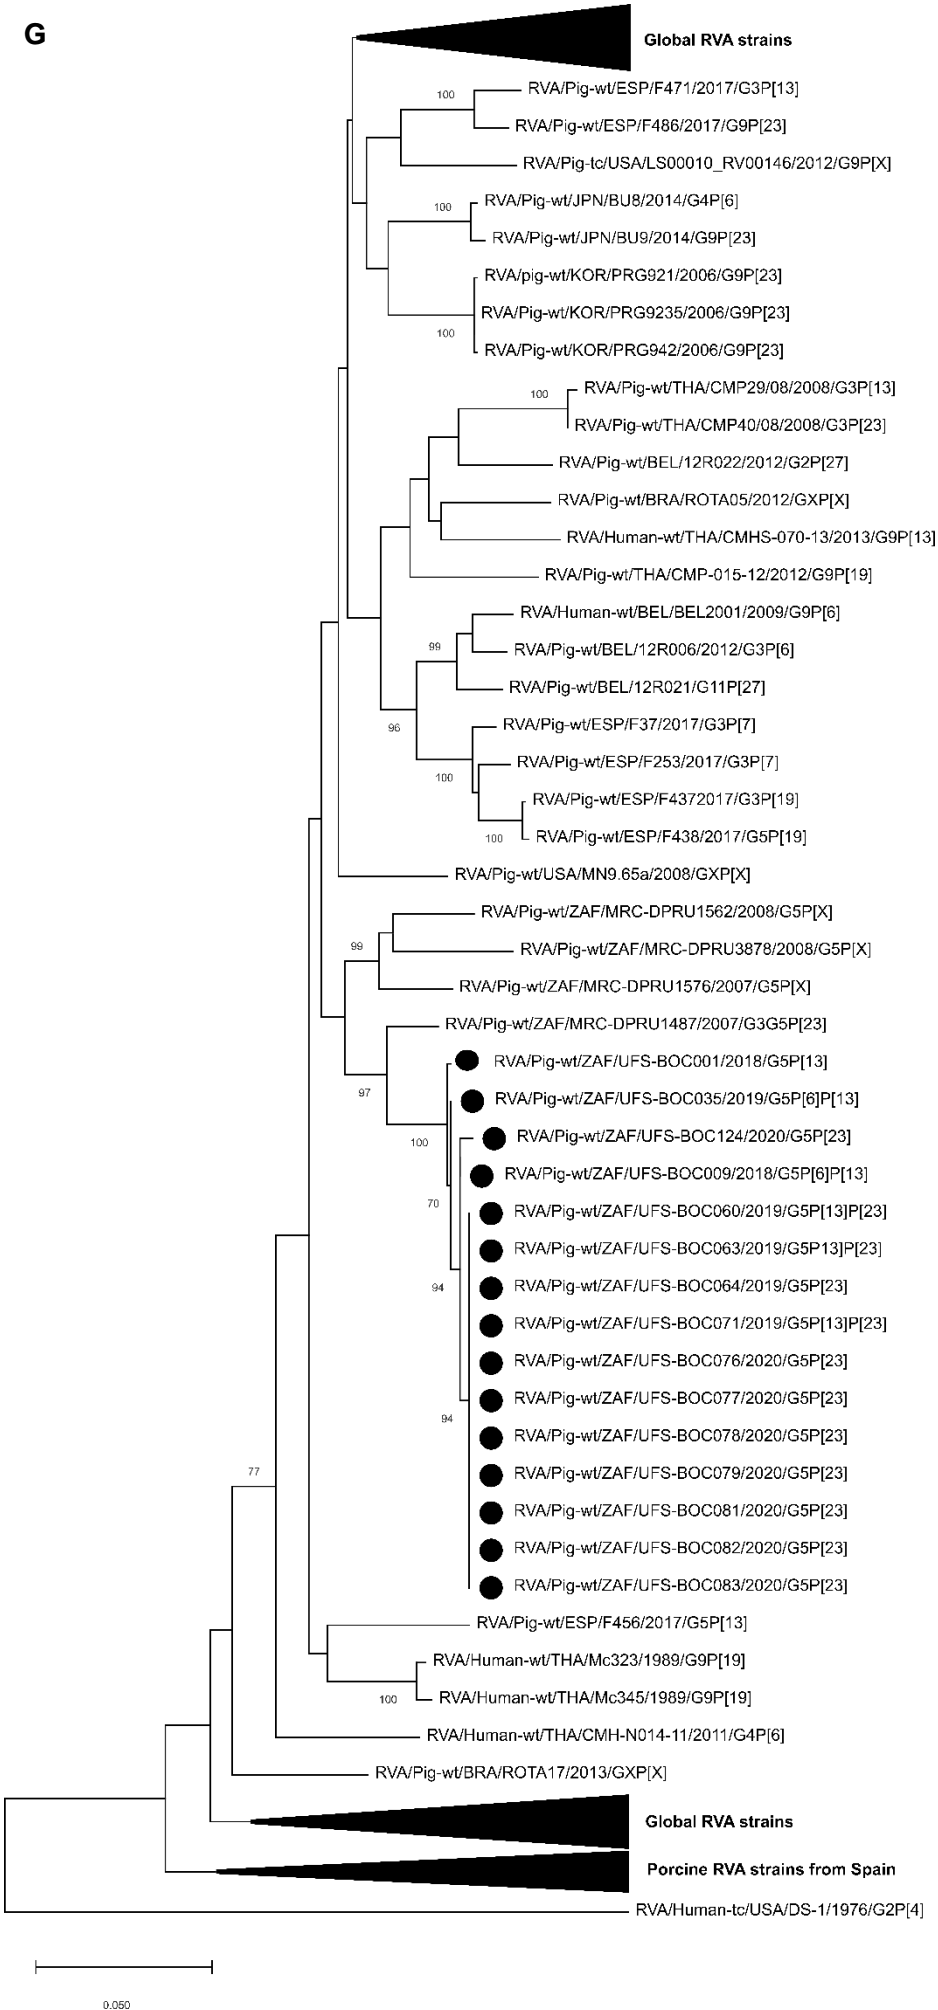 G
Global RVA strains
RVA/Pig-wt/ESP/F471/2017/G3P[13]
100
RVA/Pig-wt/ESP/F486/2017/G9P[23]
RVA/Pig-tc/USA/LS00010_RV00146/2012/G9P[X]
RVA/Pig-wt/JPN/BU8/2014/G4P[6]
100
RVA/Pig-wt/JPN/BU9/2014/G9P[23]
RVA/pig-wt/KOR/PRG921/2006/G9P[23]
RVA/Pig-wt/KOR/PRG9235/2006/G9P[23]
100
RVA/Pig-wt/KOR/PRG942/2006/G9P[23]
RVA/Pig-wt/THA/CMP29/08/2008/G3P[13]
100
RVA/Pig-wt/THA/CMP40/08/2008/G3P[23]
RVA/Pig-wt/BEL/12R022/2012/G2P[27]
RVA/Pig-wt/BRA/ROTA05/2012/GXP[X]
RVA/Human-wt/THA/CMHS-070-13/2013/G9P[13]
RVA/Pig-wt/THA/CMP-015-12/2012/G9P[19]
RVA/Human-wt/BEL/BEL2001/2009/G9P[6]
99
RVA/Pig-wt/BEL/12R006/2012/G3P[6]
RVA/Pig-wt/BEL/12R021/G11P[27]
96
RVA/Pig-wt/ESP/F37/2017/G3P[7]
RVA/Pig-wt/ESP/F253/2017/G3P[7]
100
RVA/Pig-wt/ESP/F4372017/G3P[19]
100
RVA/Pig-wt/ESP/F438/2017/G5P[19]
RVA/Pig-wt/USA/MN9.65a/2008/GXP[X]
RVA/Pig-wt/ZAF/MRC-DPRU1562/2008/G5P[X]
99
RVA/Pig-wt/ZAF/MRC-DPRU3878/2008/G5P[X]
RVA/Pig-wt/ZAF/MRC-DPRU1576/2007/G5P[X]
RVA/Pig-wt/ZAF/MRC-DPRU1487/2007/G3G5P[23]
RVA/Pig-wt/ZAF/UFS-BOC001/2018/G5P[13]
97
RVA/Pig-wt/ZAF/UFS-BOC035/2019/G5P[6]P[13]
100
RVA/Pig-wt/ZAF/UFS-BOC124/2020/G5P[23]
RVA/Pig-wt/ZAF/UFS-BOC009/2018/G5P[6]P[13]
70
RVA/Pig-wt/ZAF/UFS-BOC060/2019/G5P[13]P[23]
RVA/Pig-wt/ZAF/UFS-BOC063/2019/G5P13]P[23]
94
RVA/Pig-wt/ZAF/UFS-BOC064/2019/G5P[23]
RVA/Pig-wt/ZAF/UFS-BOC071/2019/G5P[13]P[23]
RVA/Pig-wt/ZAF/UFS-BOC076/2020/G5P[23]
RVA/Pig-wt/ZAF/UFS-BOC077/2020/G5P[23]
94
RVA/Pig-wt/ZAF/UFS-BOC078/2020/G5P[23]
77
RVA/Pig-wt/ZAF/UFS-BOC079/2020/G5P[23]
RVA/Pig-wt/ZAF/UFS-BOC081/2020/G5P[23]
RVA/Pig-wt/ZAF/UFS-BOC082/2020/G5P[23]
RVA/Pig-wt/ZAF/UFS-BOC083/2020/G5P[23]
RVA/Pig-wt/ESP/F456/2017/G5P[13]
RVA/Human-wt/THA/Mc323/1989/G9P[19]
100
RVA/Human-wt/THA/Mc345/1989/G9P[19]
RVA/Human-wt/THA/CMH-N014-11/2011/G4P[6]
RVA/Pig-wt/BRA/ROTA17/2013/GXP[X]
Global RVA strains
Porcine RVA strains from Spain
RVA/Human-tc/USA/DS-1/1976/G2P[4]
0.050